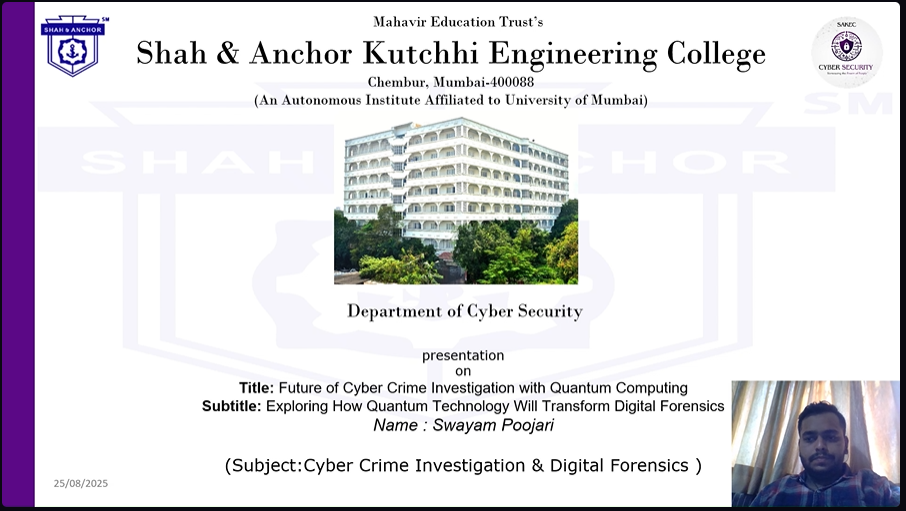 Mahavir Education Trust's
Shah & Anchor Kutchhi Engineering College
Chembur, Mumbai-400088
(An Autonomous Institute Affiliated to University of Mumbai)
SHAH & ANCHOR
SM
SAKEC
CYBER SECURITY
SM
SHAH
CHOR
Department of Cyber Security
presentation
on
Title: Future of Cyber Crime Investigation with Quantum Computing
Subtitle: Exploring How Quantum Technology Will Transform Digital Forensics
Name : Swayam Poojari
(Subject:Cyber Crime Investigation & Digital Forensics )
25/08/2025